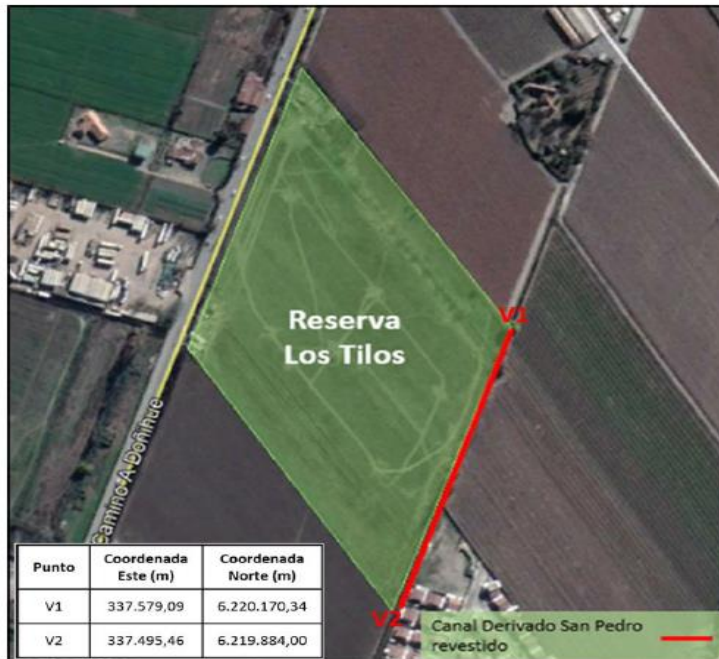 V1
Reserva
Los Tilos
Camino A Doñihue
Punto Coordenada Este (m) Coordenada Norte (m)
V1 337.579,09 6.220.170,34
V2 337.495,46 6.219.884,00
V2
Canal Derivado San Pedro
revestido